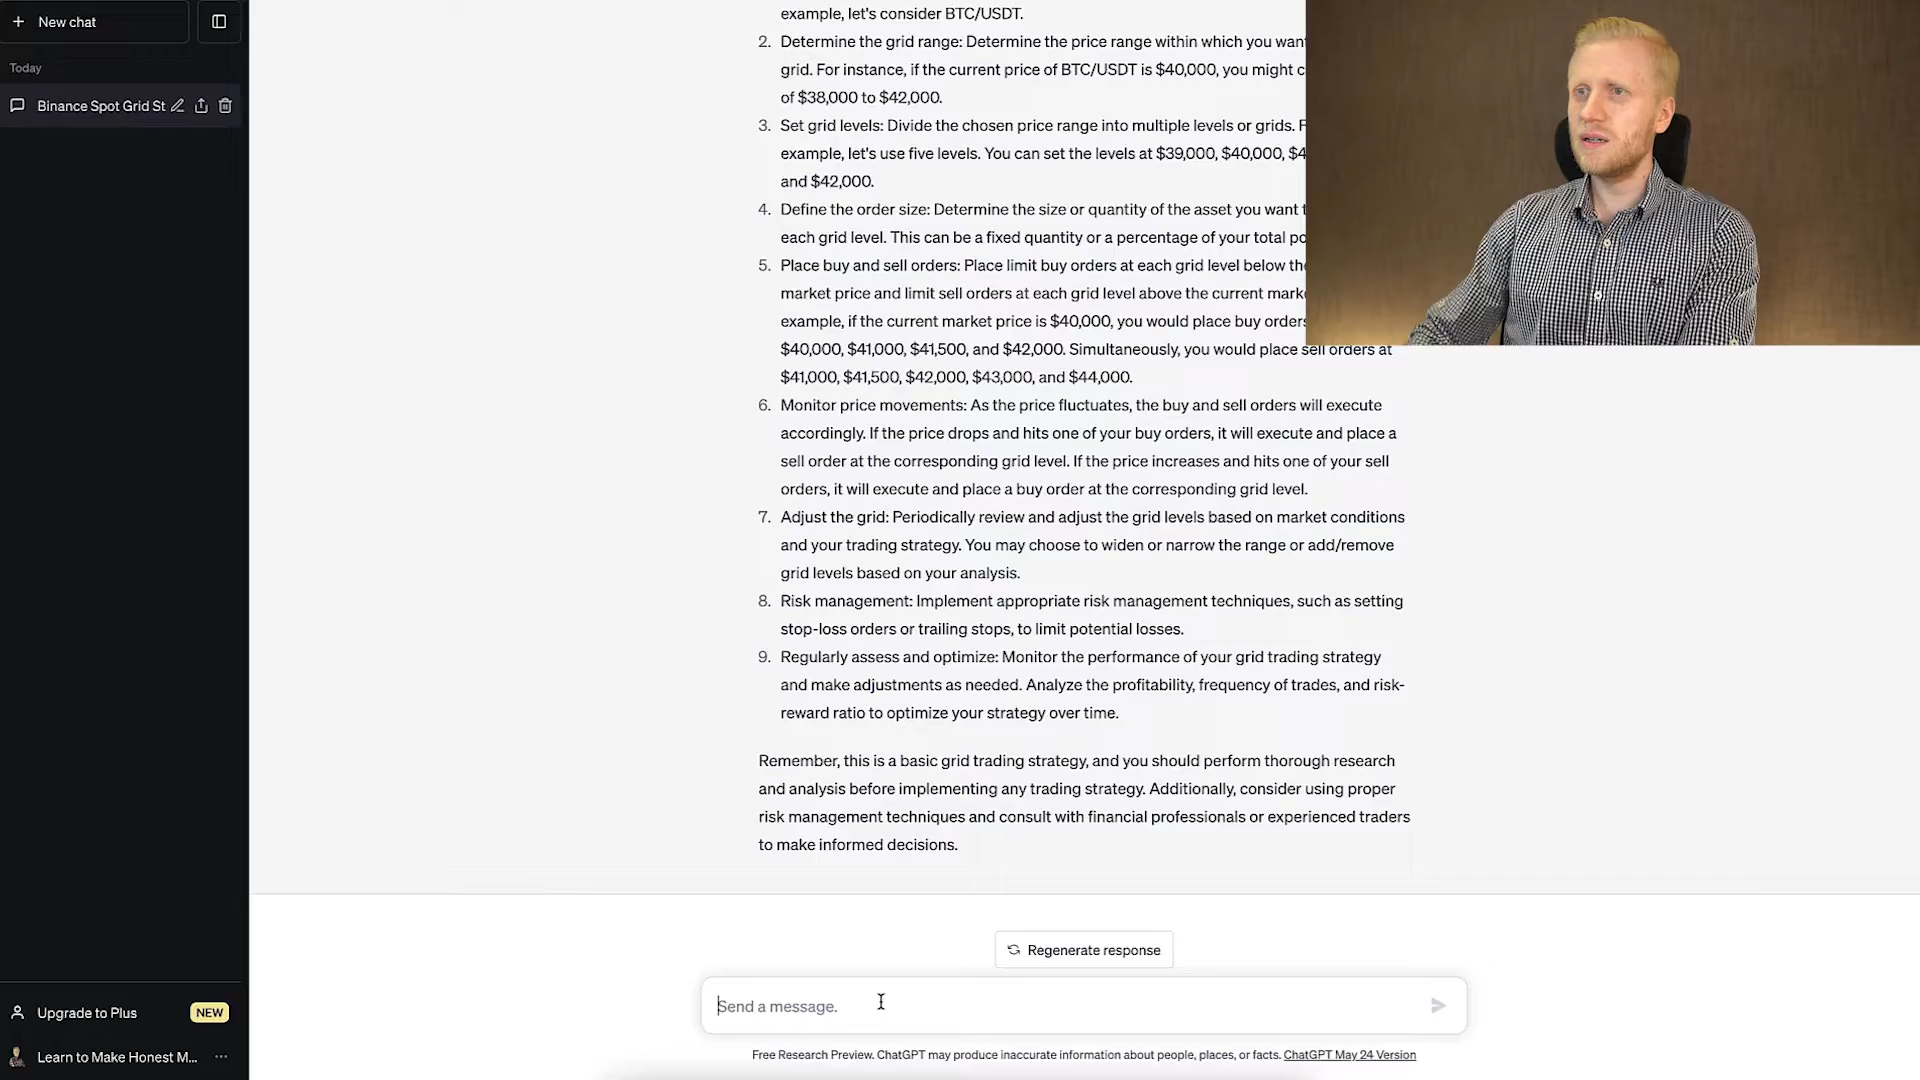 New chat
Today
Binance Spot Grid St
example, let's consider BTC/USDT.
2. Determine the grid range: Determine the price range within which you want
grid. For instance, if the current price of BTC/USDT is $40,000, you might c
of $38,000 to $42,000.
3. Set grid levels: Divide the chosen price range into multiple levels or grids. F
example, let's use five levels. You can set the levels at $39,000, $40,000, $4
and $42,000.
4. Define the order size: Determine the size or quantity of the asset you want t
each grid level. This can be a fixed quantity or a percentage of your total po
5. Place buy and sell orders: Place limit buy orders at each grid level below the
market price and limit sell orders at each grid level above the current mark
example, if the current market price is $40,000, you would place buy orders
$40,000, $41,000, $41,500, and $42,000. Simultaneously, you would place sell orders at
$41,000, $41,500, $42,000, $43,000, and $44,000.
6. Monitor price movements: As the price fluctuates, the buy and sell orders will execute
accordingly. If the price drops and hits one of your buy orders, it will execute and place a
sell order at the corresponding grid level. If the price increases and hits one of your sell
orders, it will execute and place a buy order at the corresponding grid level.
7. Adjust the grid: Periodically review and adjust the grid levels based on market conditions
and your trading strategy. You may choose to widen or narrow the range or add/remove
grid levels based on your analysis.
8. Risk management: Implement appropriate risk management techniques, such as setting
stop-loss orders or trailing stops, to limit potential losses.
9. Regularly assess and optimize: Monitor the performance of your grid trading strategy
and make adjustments as needed. Analyze the profitability, frequency of trades, and risk-
reward ratio to optimize your strategy over time.
Remember, this is a basic grid trading strategy, and you should perform thorough research
and analysis before implementing any trading strategy. Additionally, consider using proper
risk management techniques and consult with financial professionals or experienced traders
to make informed decisions.
Regenerate response
Send a message.
Free Research Preview. ChatGPT may produce inaccurate information about people, places, or facts. ChatGPT May 24 Version
Upgrade to Plus NEW
Learn to Make Honest M... ...